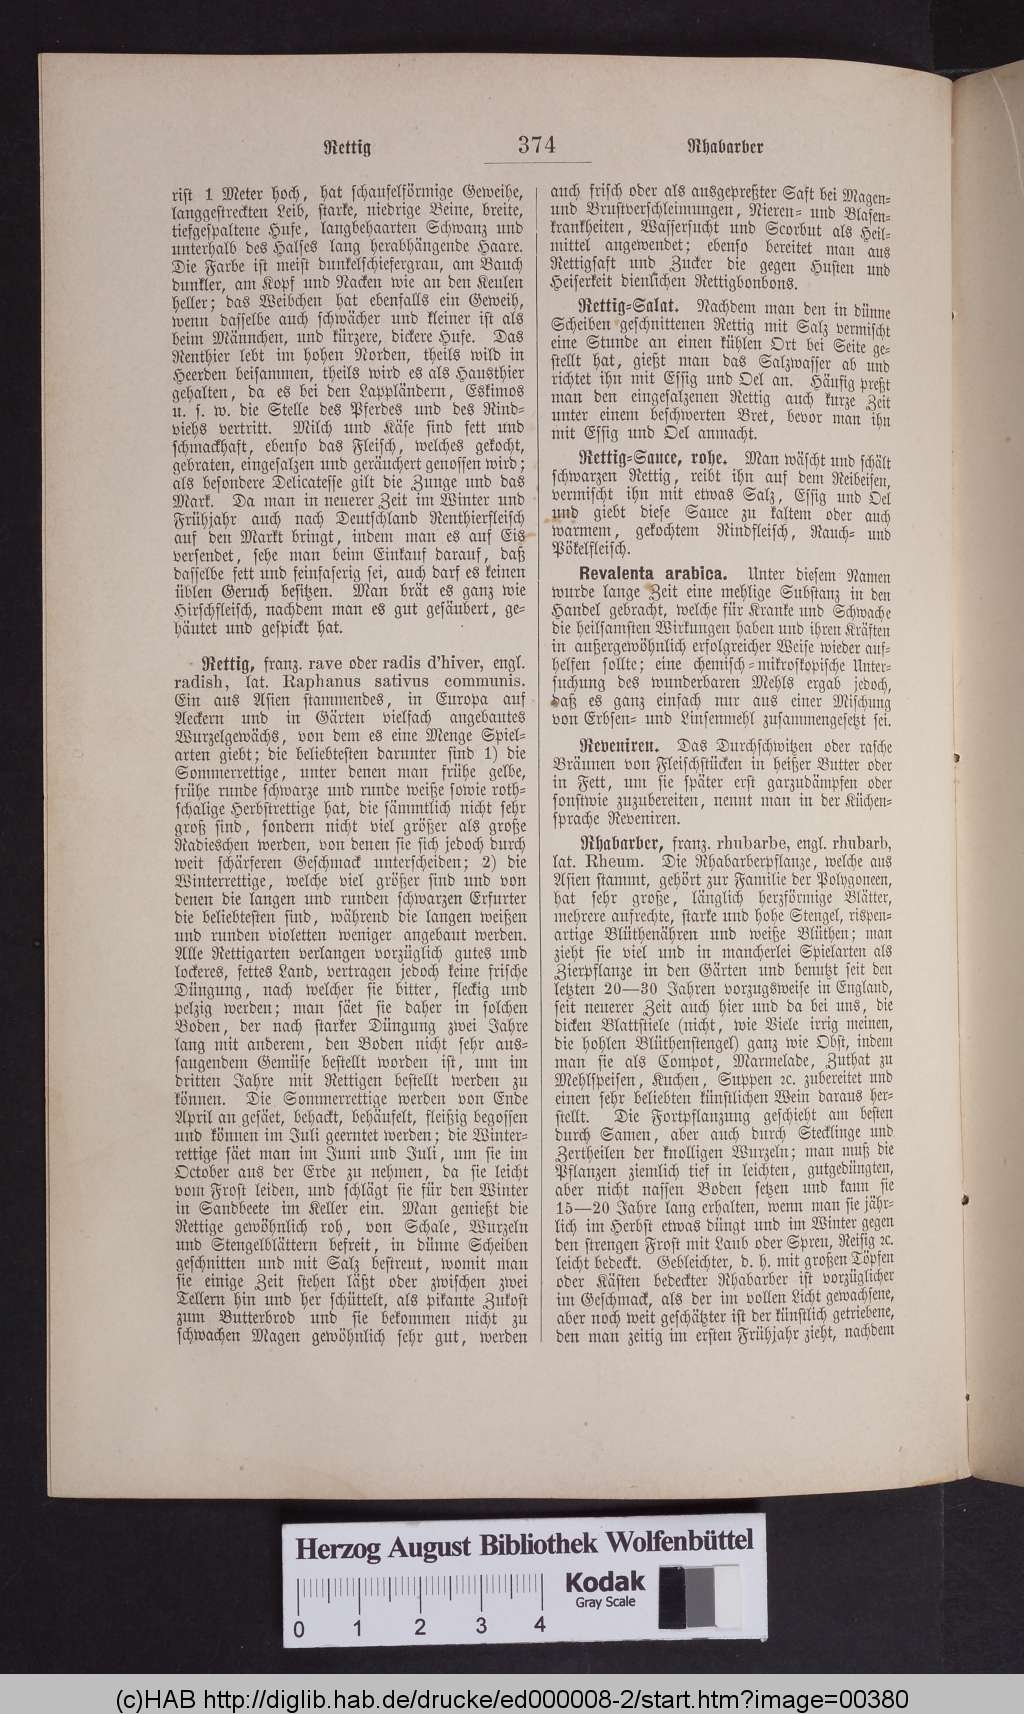 Rettig 374 Rhabarber
rist 1 Meter hoch, hat schaufelförmige Geweihe,
langgestreckten Leib, starke, niedrige Beine, breite,
tiefgespaltene Hufe, langbehaarten Schwanz und
unterhalb des Halses lang herabhängende Haare.
Die Farbe ist meist dunkelschiefergrau, am Bauch
dunkler, am Kopf und Nacken wie an den Keulen
heller; das Weibchen hat ebenfalls ein Geweih,
wenn dasselbe auch schwächer und kleiner ist als
beim Männchen, und kürzere, dickere Hufe. Das
Renthier lebt im hohen Norden, theils wild in
Heerden beisammen, theils wird es als Hausthier
gehalten, da es bei den Lappländern, Eskimos
u. s. w. die Stelle des Pferdes und des Rind-
viehs vertritt. Milch und Käse sind fett und
schmackhaft, ebenso das Fleisch, welches gekocht,
gebraten, eingesalzen und geräuchert genossen wird;
als besondere Delicatesse gilt die Zunge und das
Mark. Da man in neuerer Zeit im Winter und
Frühjahr auch nach Deutschland Renthierfleisch
auf den Markt bringt, indem man es auf Eis
versendet, sehe man beim Einkauf darauf, daß
dasselbe fett und feinfaserig sei, auch darf es keinen
üblen Geruch besitzen. Man brät es ganz wie
Hirschfleisch, nachdem man es gut gesäubert, ge-
häutet und gespickt hat.
Rettig, franz. rave oder radis d'hiver, engl.
radish, lat. Raphanus sativus communis.
Ein aus Asien stammendes, in Europa auf
Aeckern und in Gärten vielfach angebautes
Wurzelgewächs, von dem es eine Menge Spiel-
arten giebt; die beliebtesten darunter sind 1) die
Sommerrettige, unter denen man frühe gelbe,
frühe runde schwarze und runde weiße sowie roth-
schalige Herbstrettige hat, die sämmtlich nicht sehr
groß sind, sondern nicht viel größer als große
Radieschen werden, von denen sie sich jedoch durch
weit schärferen Geschmack unterscheiden; 2) die
Winterrettige, welche viel größer sind und von
denen die langen und runden schwarzen Erfurter
die beliebtesten sind, während die langen weißen
und runden violetten weniger angebaut werden.
Alle Rettigarten verlangen vorzüglich gutes und
lockeres, fettes Land, vertragen jedoch keine frische
Düngung, nach welcher sie bitter, fleckig und
pelzig werden; man säet sie daher in solchen
Boden, der nach starker Düngung zwei Jahre
lang mit anderem, den Boden nicht sehr aus-
saugendem Gemüse bestellt worden ist, um im
dritten Jahre mit Rettigen bestellt werden zu
können. Die Sommerrettige werden von Ende
April an gesäet, behackt, behäufelt, fleißig begossen
und können im Juli geerntet werden; die Winter-
rettige säet man im Juni und Juli, um sie im
October aus der Erde zu nehmen, da sie leicht
vom Frost leiden, und schlägt sie für den Winter
in Sandbeete im Keller ein. Man genießt die
Rettige gewöhnlich roh, von Schale, Wurzeln
und Stengelblättern befreit, in dünne Scheiben
geschnitten und mit Salz bestreut, womit man
sie einige Zeit stehen läßt oder zwischen zwei
Tellern hin und her schüttelt, als pikante Zukost
zum Butterbrod und sie bekommen nicht zu
schwachen Magen gewöhnlich sehr gut, werden
auch frisch oder als ausgepreßter Saft bei Magen-
und Brustverschleimungen, Nieren- und Blasen-
krankheiten, Wassersucht und Scorbut als Heil-
mittel angewendet; ebenso bereitet man aus
Rettigsaft und Zucker die gegen Husten und
Heiserkeit dienlichen Rettigbonbons.
Rettig-Salat. Nachdem man den in dünne
Scheiben geschnittenen Rettig mit Salz vermischt
eine Stunde an einen kühlen Ort bei Seite ge-
stellt hat, gießt man das Salzwasser ab und
richtet ihn mit Essig und Oel an. Häufig preßt
man den eingesalzenen Rettig auch kurze Zeit
unter einem beschwerten Bret, bevor man ihn
mit Essig und Oel anmacht.
Rettig-Sauce, rohe. Man wäscht und schält
schwarzen Rettig, reibt ihn auf dem Reibeisen,
vermischt ihn mit etwas Salz, Essig und Oel
und giebt diese Sauce zu kaltem oder auch
warmem, gekochtem Rindfleisch, Rauch- und
Pökelfleisch.
Revalenta arabica. Unter diesem Namen
wurde lange Zeit eine mehlige Substanz in den
Handel gebracht, welche für Kranke und Schwache
die heilsamsten Wirkungen haben und ihren Kräften
in außergewöhnlich erfolgreicher Weise wieder auf-
helfen sollte; eine chemisch-mikroskopische Unter-
suchung des wunderbaren Mehls ergab jedoch,
daß es ganz einfach nur aus einer Mischung
von Erbsen- und Linsenmehl zusammengesetzt sei.
Reveniren. Das Durchschwitzen oder rasche
Bräunen von Fleischstücken in heißer Butter oder
in Fett, um sie später erst garzudämpfen oder
sonstwie zuzubereiten, nennt man in der Küchen-
sprache Reveniren.
Rhabarber, franz. rhubarbe, engl. rhubarb,
lat. Rheum. Die Rhabarberpflanze, welche aus
Asien stammt, gehört zur Familie der Polygoneen,
hat sehr große, länglich herzförmige Blätter,
mehrere aufrechte, starke und hohe Stengel, rispen-
artige Blüthenähren und weiße Blüthen; man
zieht sie viel und in mancherlei Spielarten als
Zierpflanze in den Gärten und benutzt seit den
letzten 20—30 Jahren vorzugsweise in England,
seit neuerer Zeit auch hier und da bei uns, die
dicken Blattstiele (nicht, wie Viele irrig meinen,
die hohlen Blüthenstengel) ganz wie Obst, indem
man sie als Compot, Marmelade, Zuthat zu
Mehlspeisen, Kuchen, Suppen ꝛc. zubereitet und
einen sehr beliebten künstlichen Wein daraus her-
stellt. Die Fortpflanzung geschieht am besten
durch Samen, aber auch durch Stecklinge und
Zertheilen der knolligen Wurzeln; man muß die
Pflanzen ziemlich tief in leichten, gutgedüngten,
aber nicht nassen Boden setzen und kann sie
15—20 Jahre lang erhalten, wenn man sie jähr-
lich im Herbst etwas düngt und im Winter gegen
den strengen Frost mit Laub oder Spreu, Reisig ꝛc.
leicht bedeckt. Gebleichter, d. h. mit großen Töpfen
oder Kästen bedeckter Rhabarber ist vorzüglicher
im Geschmack, als der im vollen Licht gewachsene,
aber noch weit geschätzter ist der künstlich getriebene,
den man zeitig im ersten Frühjahr zieht, nachdem
Herzog August Bibliothek Wolfenbüttel
Kodak
Gray Scale
0 1 2 3 4
(c)HAB http://diglib.hab.de/drucke/ed000008-2/start.htm?image=00380